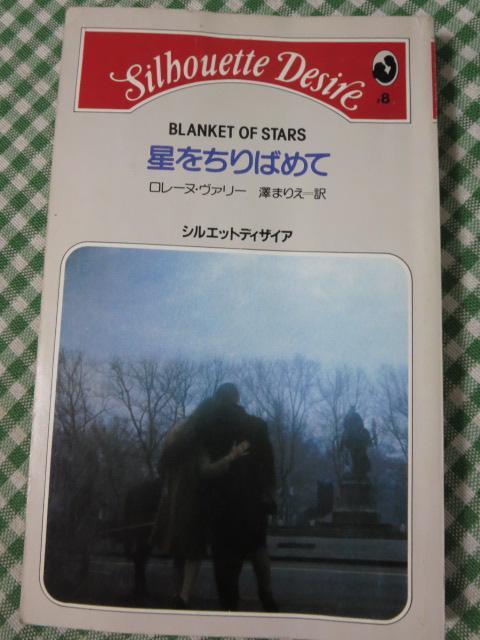 Silhouette Desire
BLANKET OF STARS
星をちりばめて
ロレーヌ・ヴァリー 澤まりえ=訳
シルエットディザイア